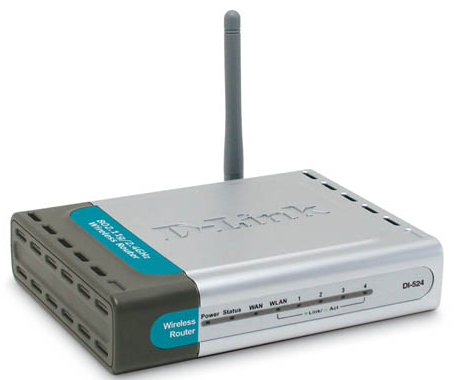 D-Link
802.11g/2.4GHz
Wireless Router
Wireless
Router
Power Status WAN WLAN 1 2 3 4
Link/ Act
DI-524